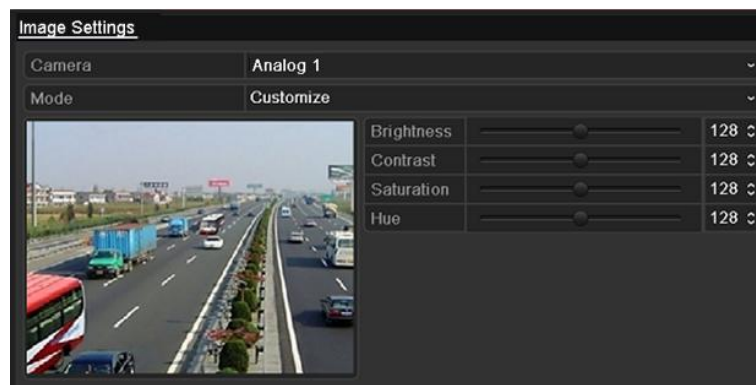 Image Settings
Camera Analog 1
Mode Customize
Brightness 128
Contrast 128
Saturation 128
Hue 128